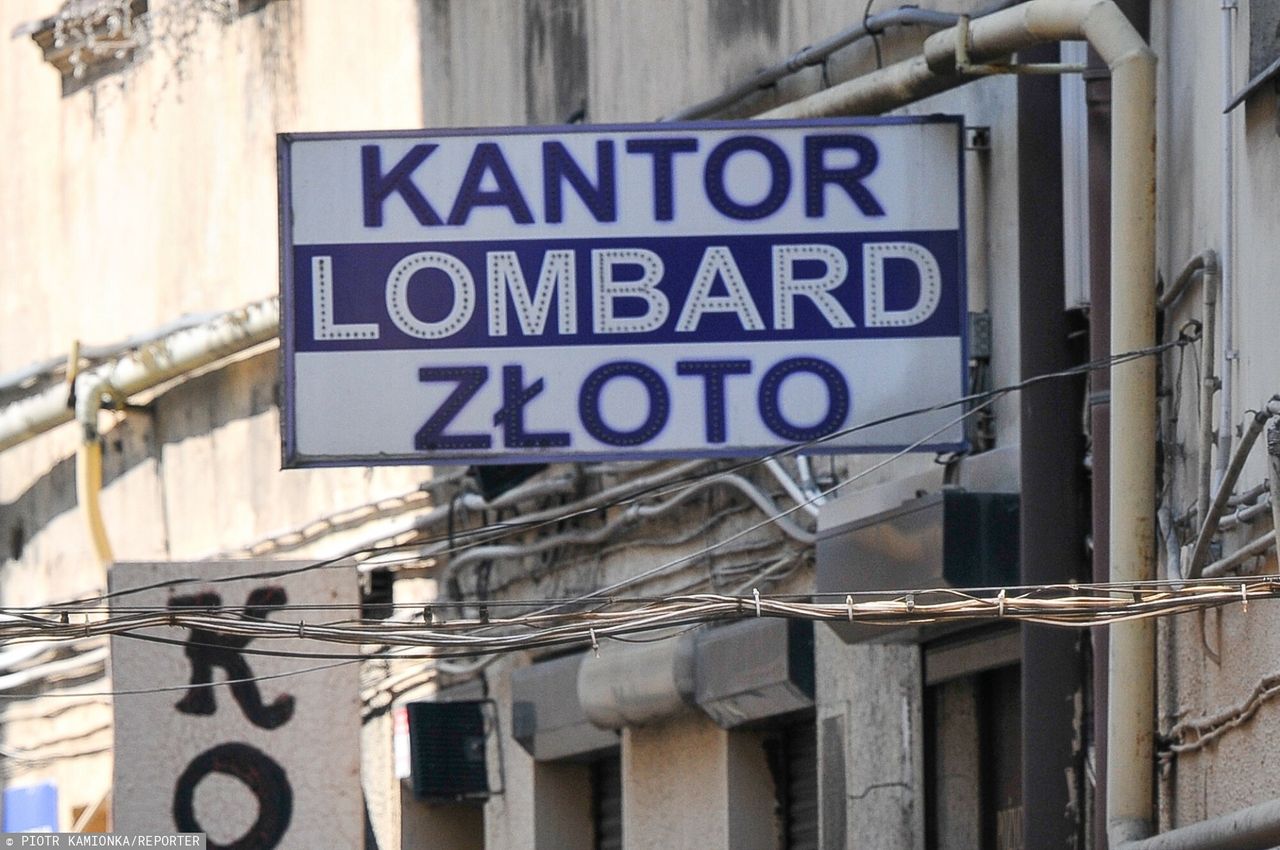 KANTOR
LOMBARD
ZŁOTO
K
O
© PIOTR KAMIONKA/REPORTER